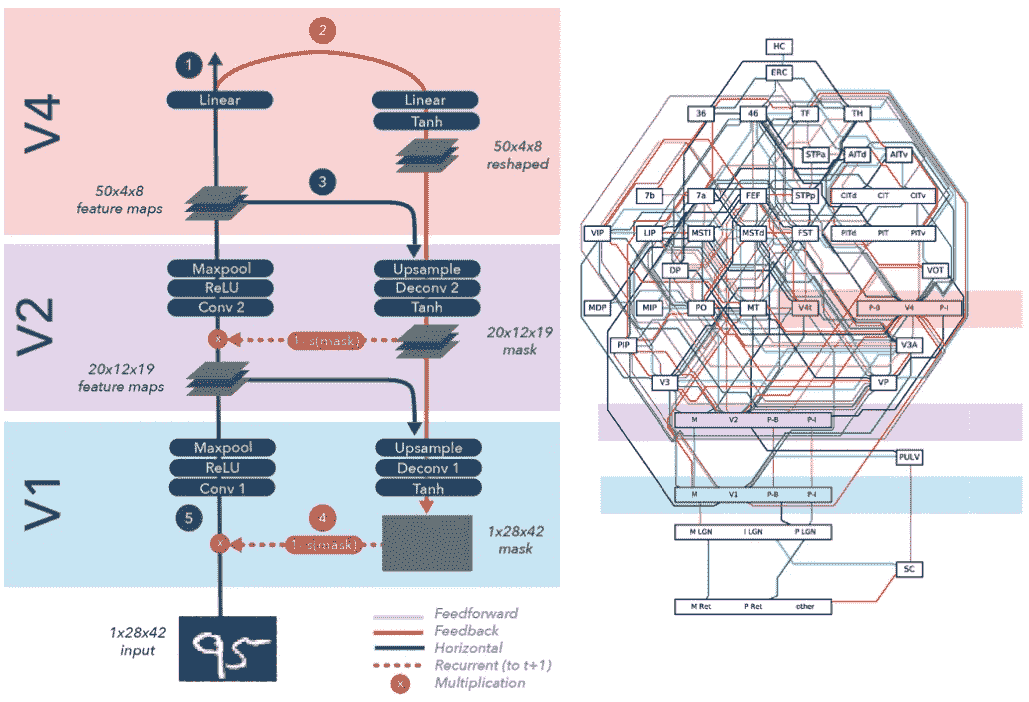 V4
1
2
Linear
Linear
Tanh
50x4x8
reshaped
3
50x4x8
feature maps
V2
Maxpool
ReLU
Conv 2
Upsample
Deconv 2
Tanh
x
1- s(mask)
20x12x19
mask
20x12x19
feature maps
V1
Maxpool
ReLU
Conv 1
Upsample
Deconv 1
Tanh
5
4
x
1- s(mask)
1x28x42
mask
1x28x42
input
95
Feedforward
Feedback
Horizontal
Recurrent (to t+1)
x Multiplication
HC
ERC
36 46 TF TH
STPa AITd AITv
7b 7a FEF STPp CITd CIT CITv
VIP LIP MSTl MSTd FST PITd PIT PITv
DP VOT
MDP MIP PO MT V4t P-B V4 P-I
PIP V3A
V3 VP
M V2 P-B P-I
PULV
M V1 P-B P-I
M LGN I LGN P LGN
SC
M Ret P Ret other